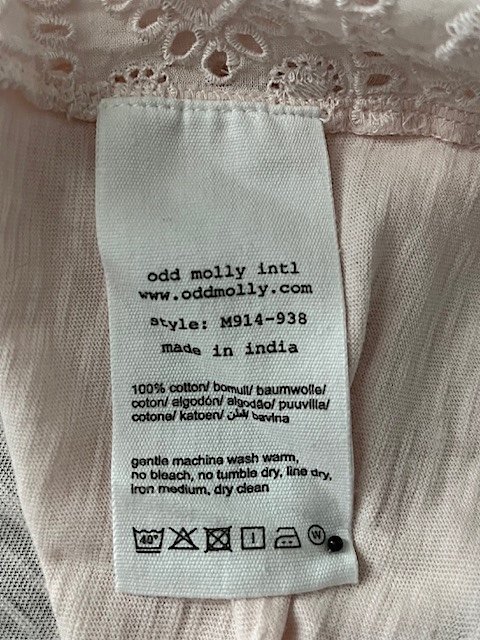 odd molly intl
www.oddmolly.com
style: M914-938
made in india
100% cotton/ bomull/ baumwolle/
coton/ algodón/ algodão/ puuvilla/
cotone/ katoen/ bavlna
gentle machine wash warm,
no bleach, no tumble dry, line dry,
iron medium, dry clean
40° W